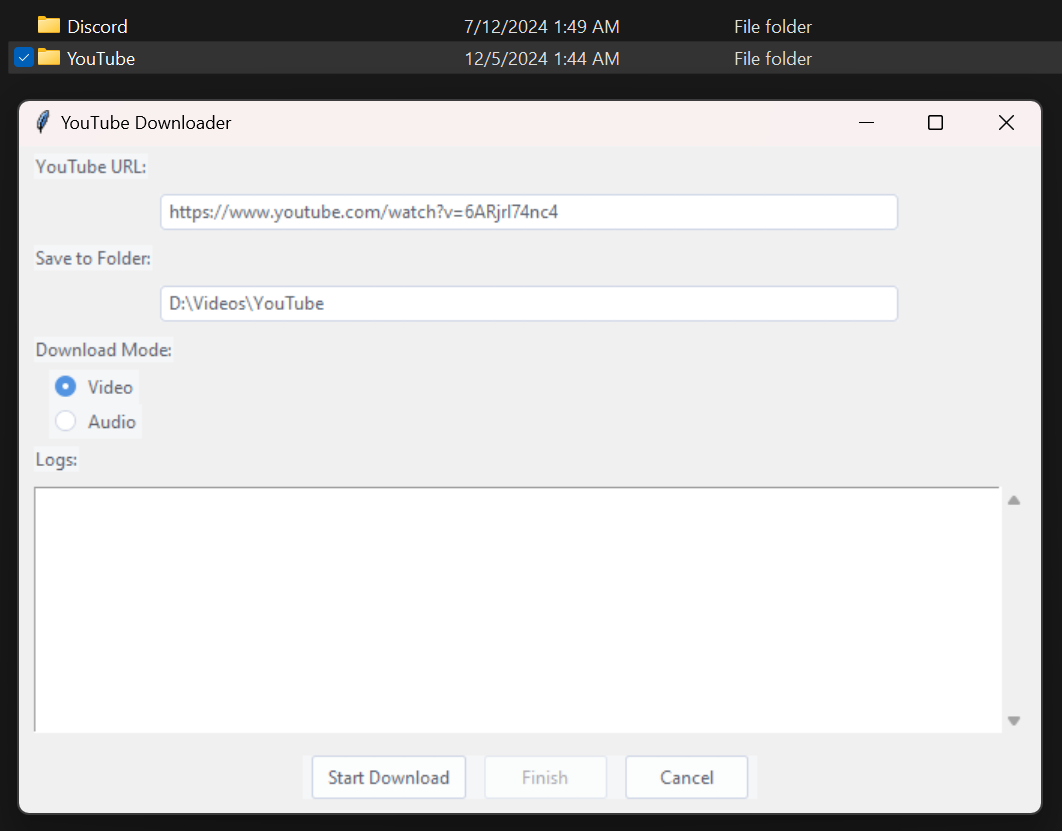 Discord 7/12/2024 1:49 AM File folder
YouTube 12/5/2024 1:44 AM File folder
YouTube Downloader
YouTube URL:
https://www.youtube.com/watch?v=6ARjrl74nc4
Save to Folder:
D:\Videos\YouTube
Download Mode:
Video
Audio
Logs:
Start Download Finish Cancel